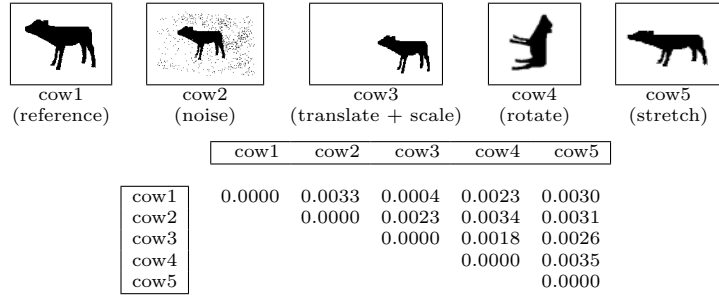 cow1 cow2 cow3 cow4 cow5
(reference) (noise) (translate + scale) (rotate) (stretch)
cow1 cow2 cow3 cow4 cow5
cow1 0.0000 0.0033 0.0004 0.0023 0.0030
cow2 0.0000 0.0023 0.0034 0.0031
cow3 0.0000 0.0018 0.0026
cow4 0.0000 0.0035
cow5 0.0000